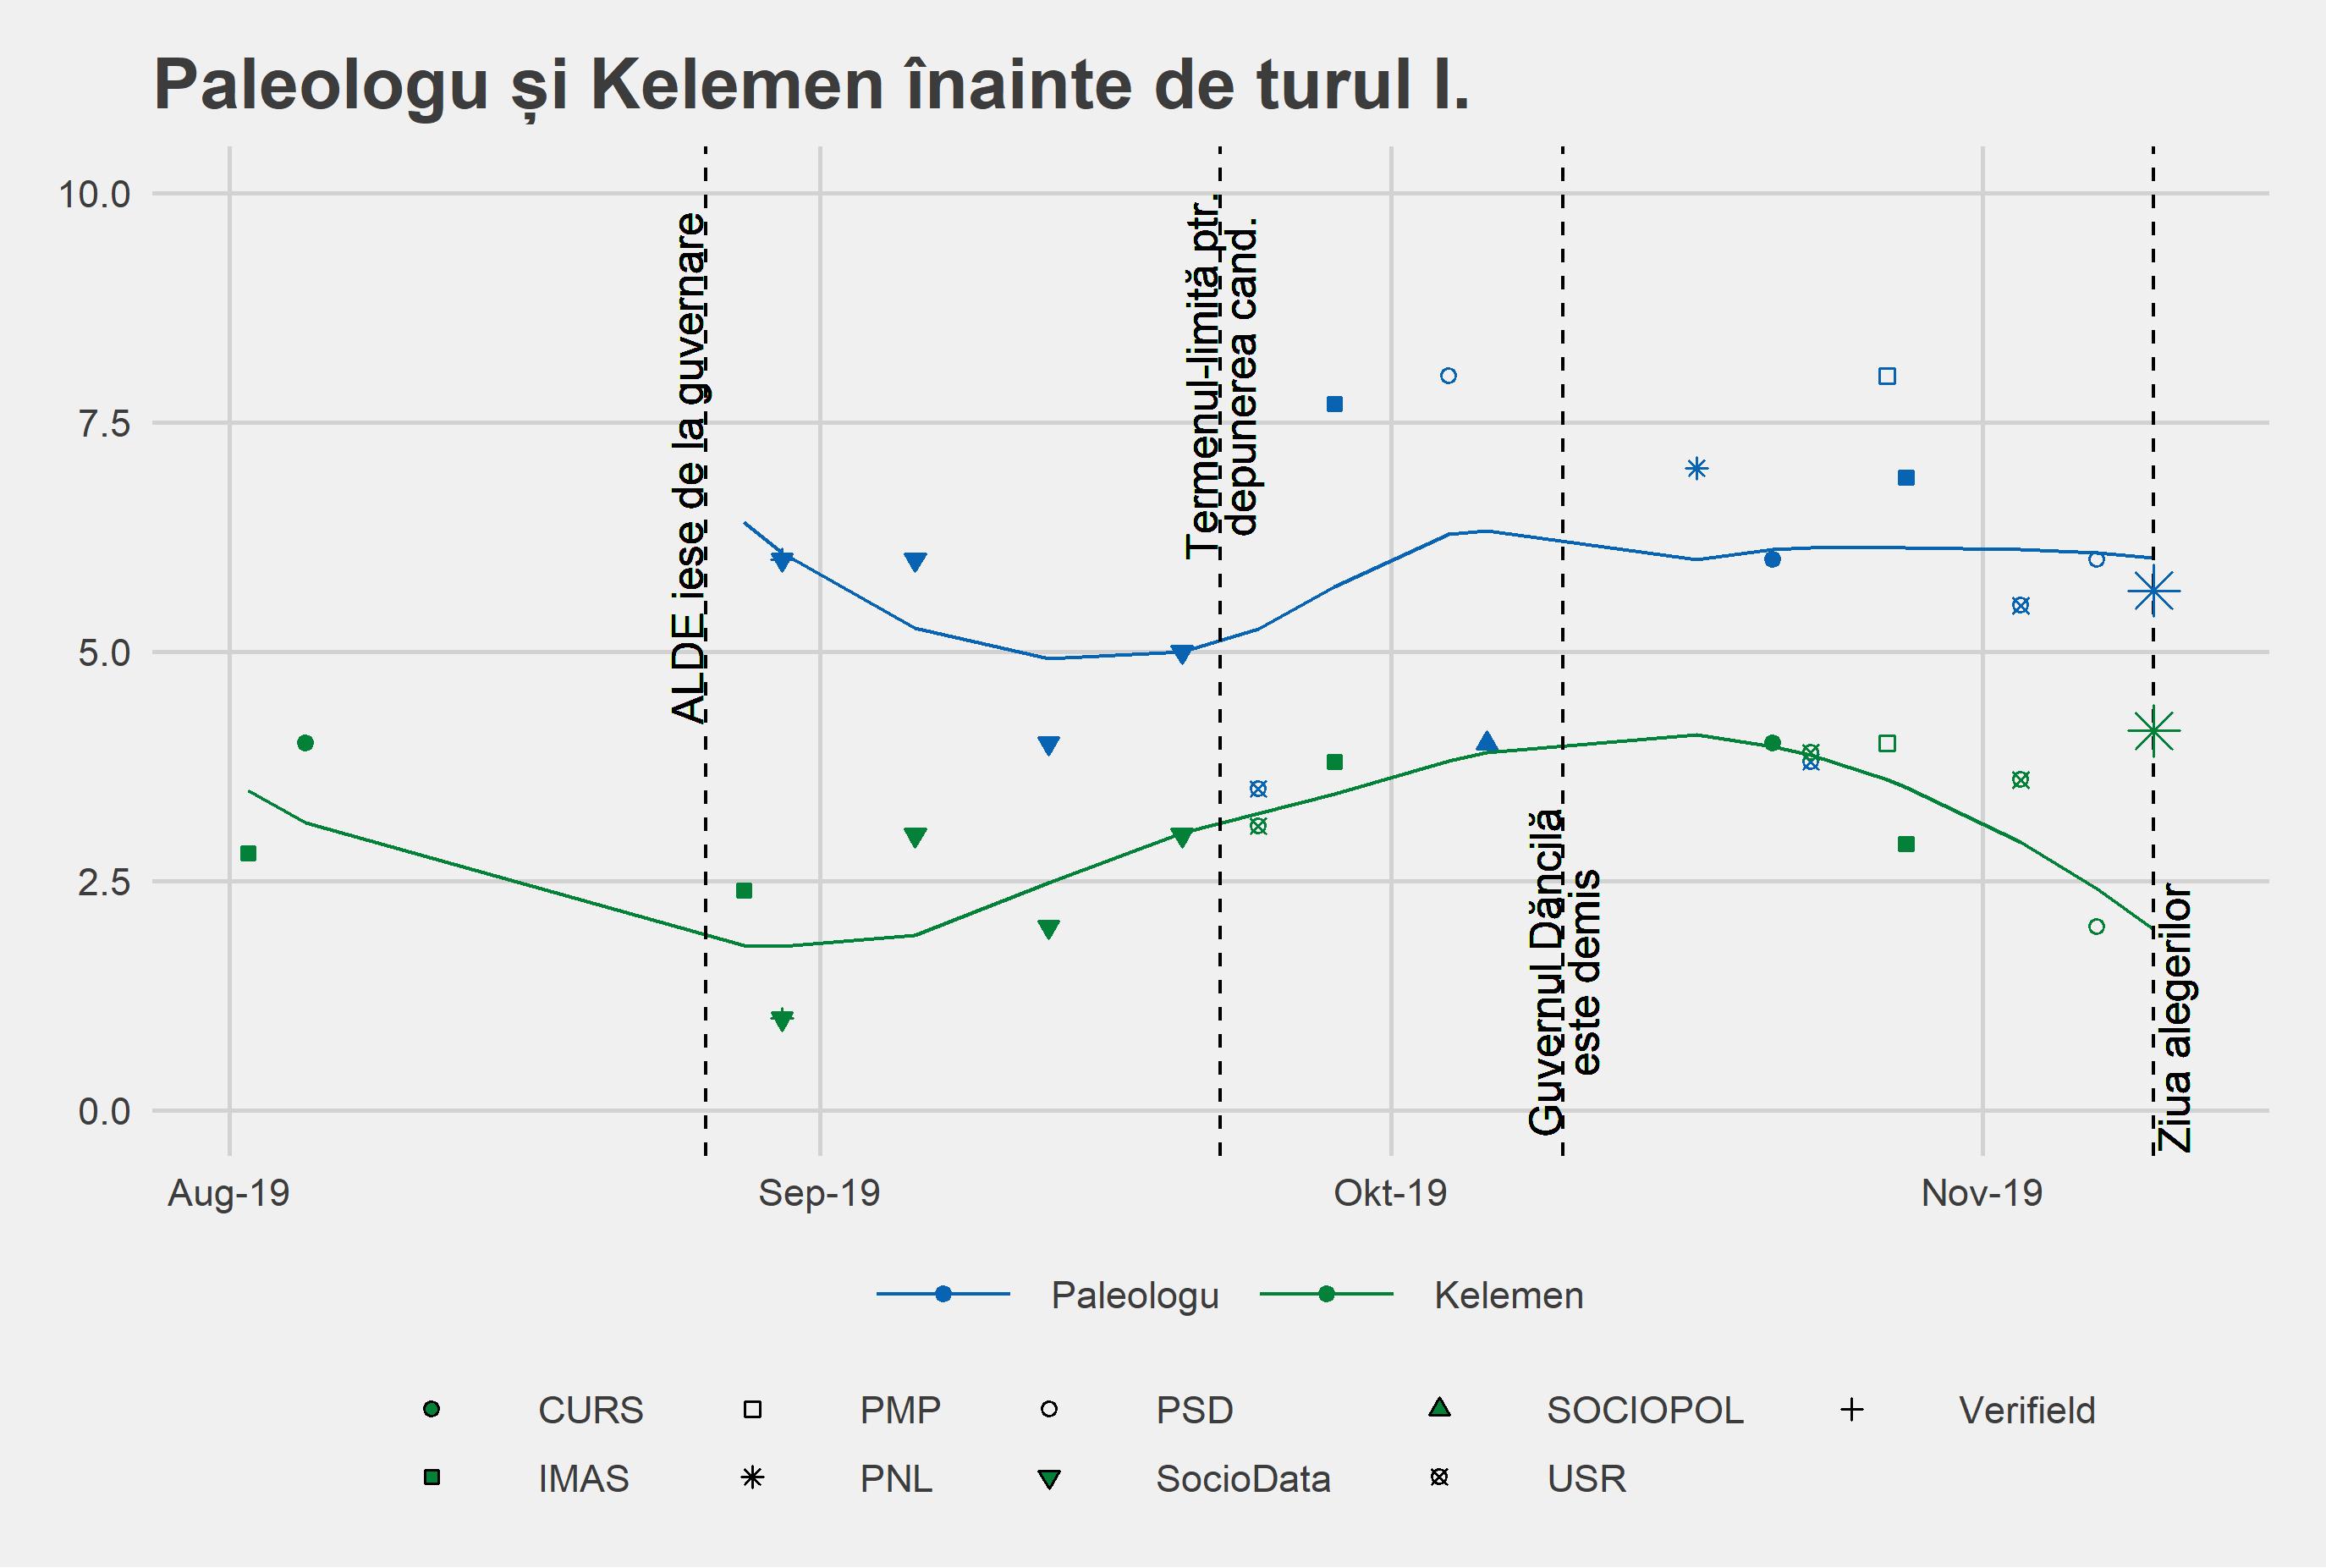 Paleologu și Kelemen înainte de turul I.
10.0
7.5
5.0
2.5
0.0
ALDE iese de la guvernare
Termenul-limită ptr.
depunerea cand.
Guvernul Dăncilă
este demis
Ziua alegerilor
Aug-19
Sep-19
Okt-19
Nov-19
Paleologu
Kelemen
CURS
PMP
PSD
SOCIOPOL
Verifield
IMAS
PNL
SocioData
USR